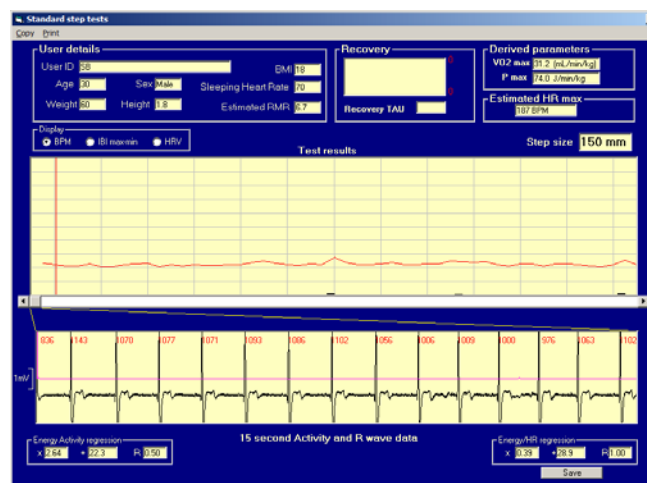 Standard step tests
Copy Print
User details
User ID SB
BMI 18
Age 30 Sex Male Sleeping Heart Rate 70
Weight 60 Height 1.8 Estimated RMR 6.7
Recovery
0
0
Recovery TAU
Derived parameters
VO2 max 31.2 (mL/min/kg)
P max 74.0 J/min/kg
Estimated HR max
187 BPM
Display
BPM IBI maxmin HRV
Test results
Step size 150 mm
836 1143 1070 1077 1071 1093 1086 1102 1056 1006 1009 1000 976 1063 1102
1mV
15 second Activity and R wave data
Energy Activity regression
x 2.64 + 22.3 R 0.50
Energy/HR regression
x 0.39 + 28.9 R 1.00
Save